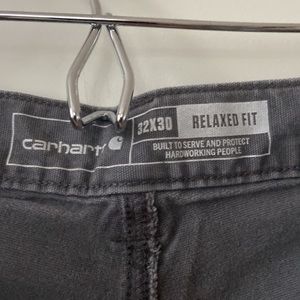 carhartt
32X30 RELAXED FIT
BUILT TO SERVE AND PROTECT
HARDWORKING PEOPLE